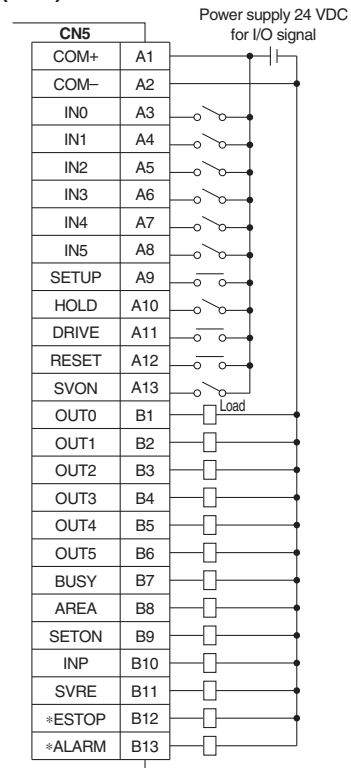 Power supply 24 VDC
for I/O signal
CN5
COM+ A1
COM– A2
IN0 A3
IN1 A4
IN2 A5
IN3 A6
IN4 A7
IN5 A8
SETUP A9
HOLD A10
DRIVE A11
RESET A12
SVON A13
Load
OUT0 B1
OUT1 B2
OUT2 B3
OUT3 B4
OUT4 B5
OUT5 B6
BUSY B7
AREA B8
SETON B9
INP B10
SVRE B11
*ESTOP B12
*ALARM B13